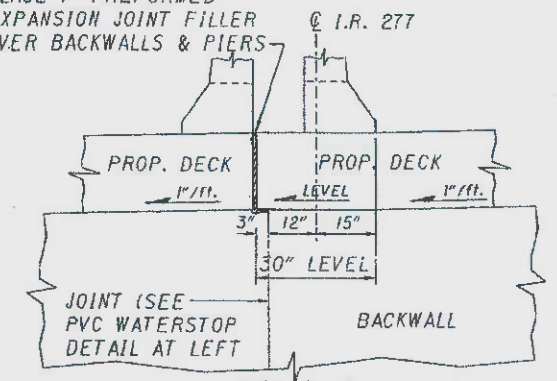 EXPANSION JOINT FILLER
OVER BACKWALLS & PIERS
℄ I.R. 277
PROP. DECK
PROP. DECK
1"/ft.
LEVEL
1"/ft.
3"
12"
15"
30" LEVEL
JOINT (SEE
PVC WATERSTOP
DETAIL AT LEFT
BACKWALL